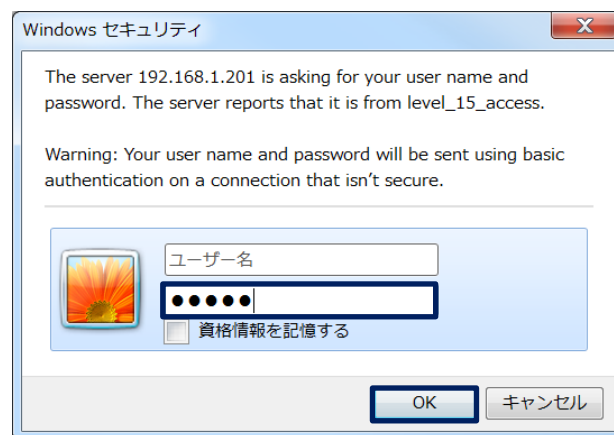 Windows セキュリティ
The server 192.168.1.201 is asking for your user name and
password. The server reports that it is from level_15_access.
Warning: Your user name and password will be sent using basic
authentication on a connection that isn't secure.
ユーザー名
●●●●●
資格情報を記憶する
OK
キャンセル